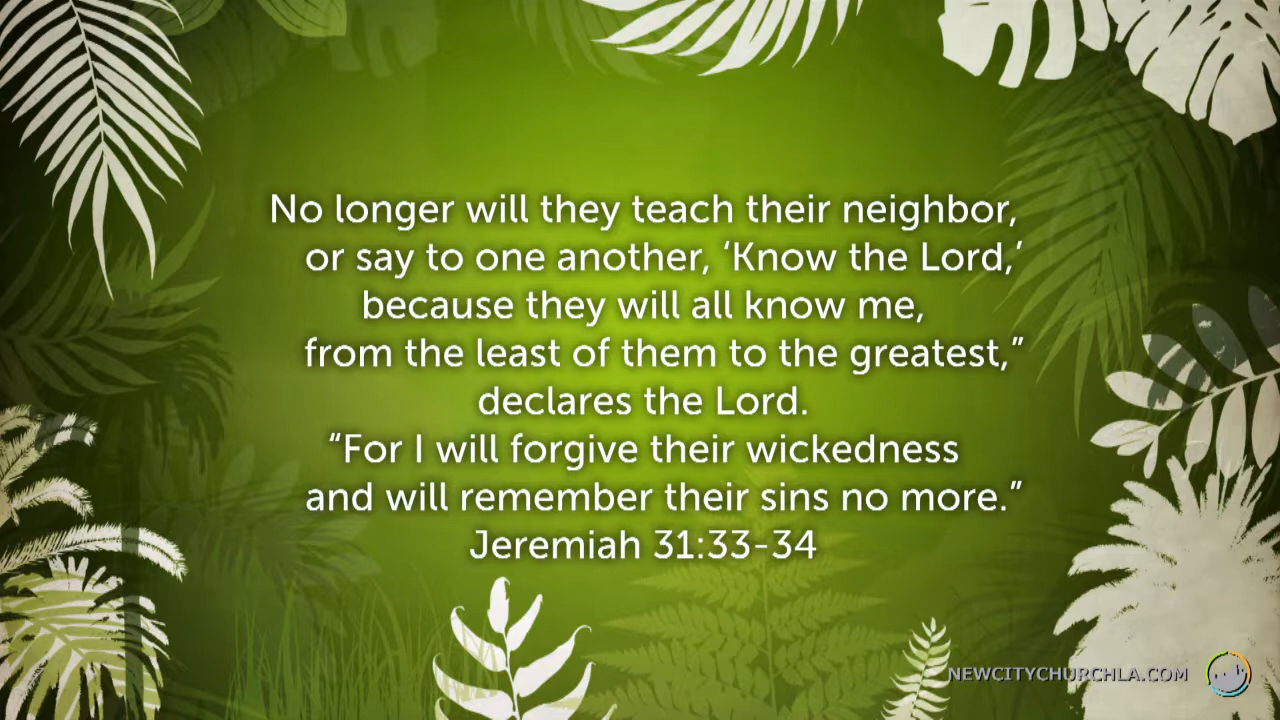 No longer will they teach their neighbor,
or say to one another, ‘Know the Lord,’
because they will all know me,
from the least of them to the greatest,”
declares the Lord.
“For I will forgive their wickedness
and will remember their sins no more.”
Jeremiah 31:33-34
NEWCITYCHURCHLA.COM